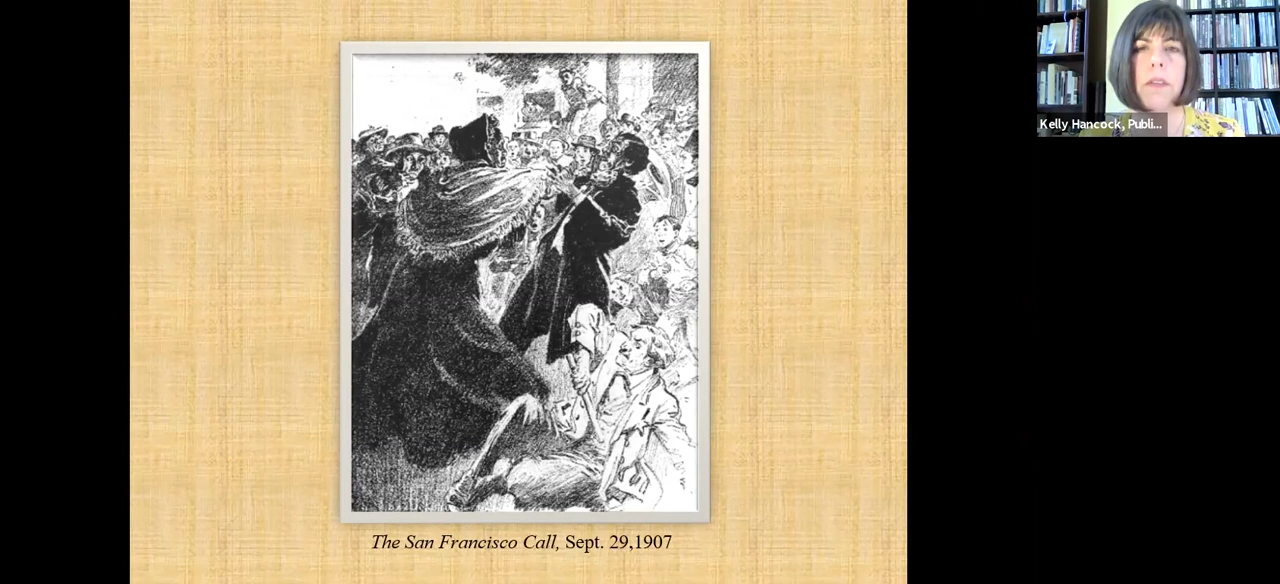 Kelly Hancock, Publi...
The San Francisco Call, Sept. 29,1907